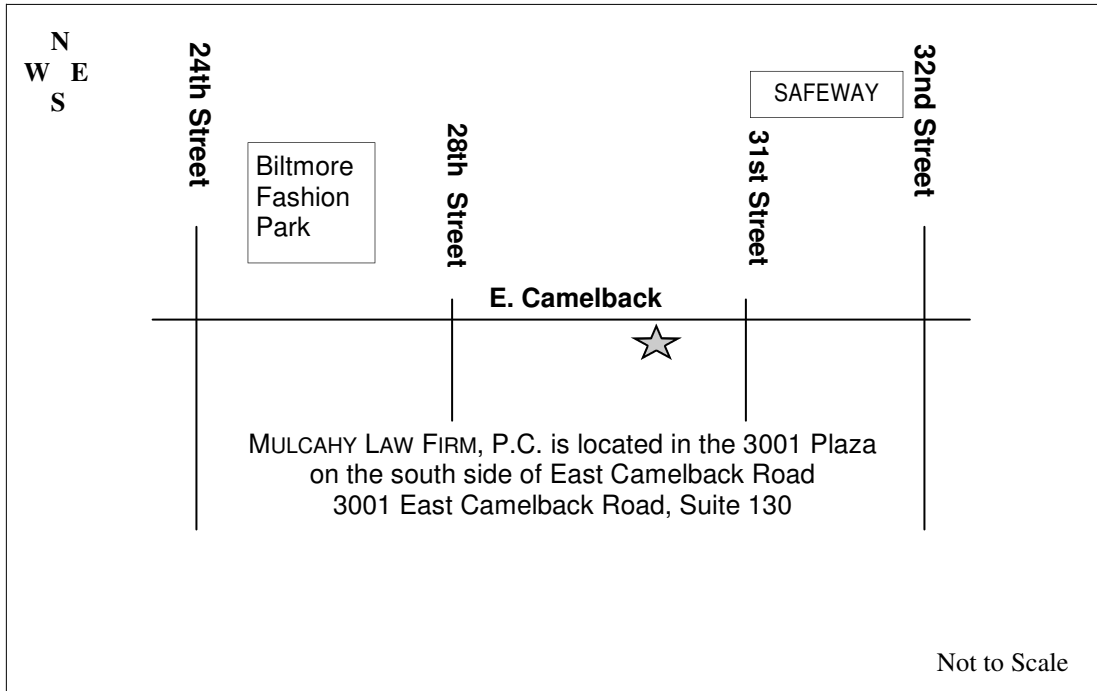 N
W E
S
24th Street
Biltmore
Fashion
Park
28th Street
E. Camelback
31st Street
SAFEWAY
32nd Street
MULCAHY LAW FIRM, P.C. is located in the 3001 Plaza
on the south side of East Camelback Road
3001 East Camelback Road, Suite 130
Not to Scale